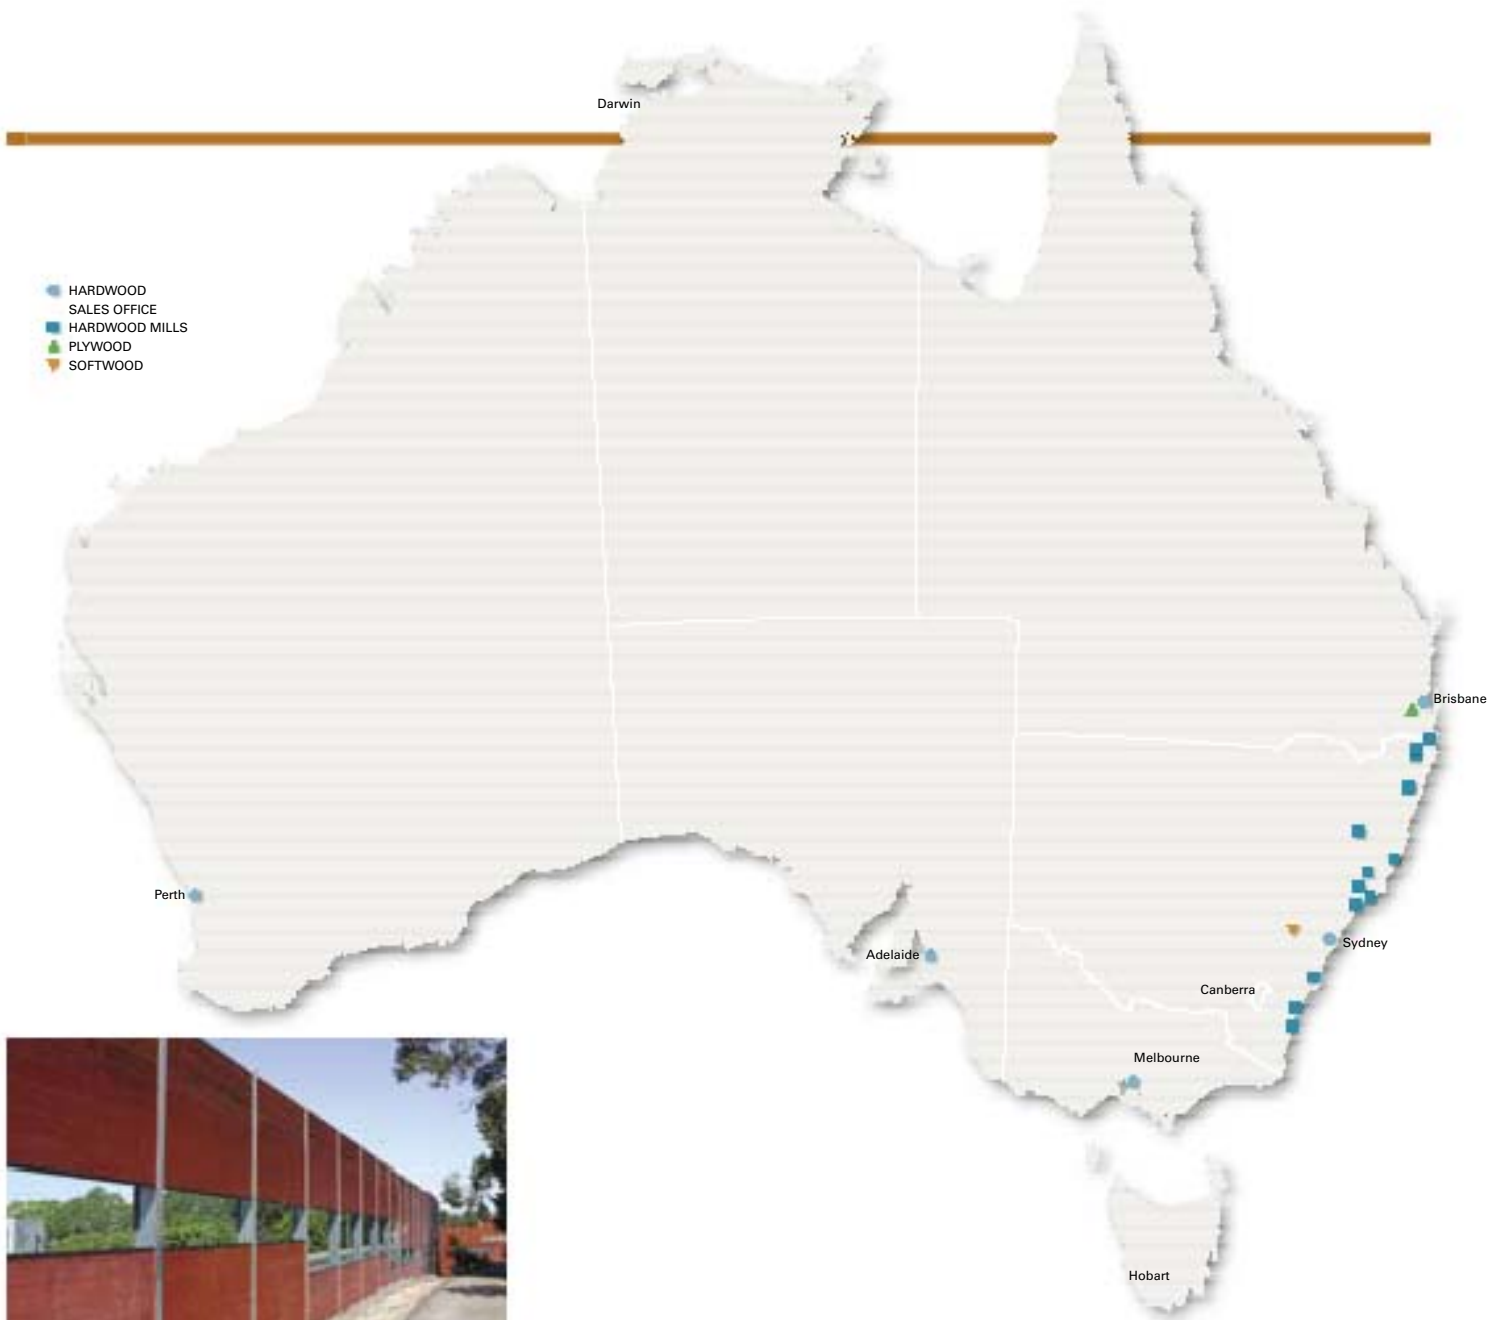 Darwin
HARDWOOD
SALES OFFICE
HARDWOOD MILLS
PLYWOOD
SOFTWOOD
Brisbane
Perth
Sydney
Adelaide
Canberra
Melbourne
Hobart